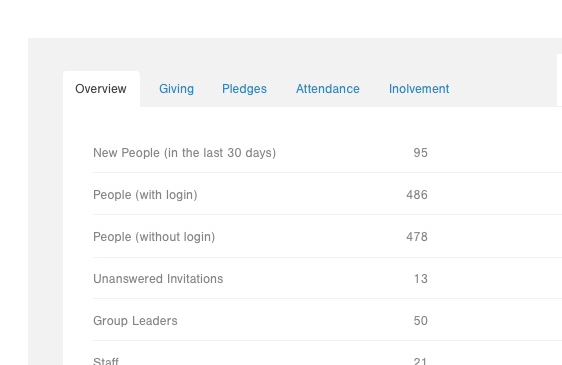 Overview Giving Pledges Attendance Inolvement
New People (in the last 30 days) 95
People (with login) 486
People (without login) 478
Unanswered Invitations 13
Group Leaders 50
Staff 21